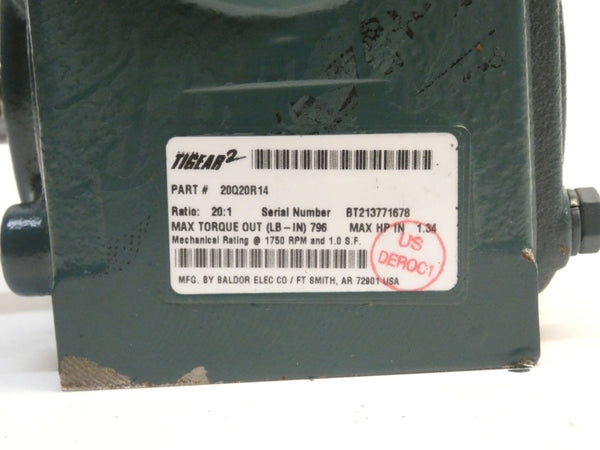 TIGEAR2
PART # 20Q20R14
Ratio: 20:1 Serial Number BT213771678
MAX TORQUE OUT (LB-IN) 796 MAX HP IN 1.34
Mechanical Rating @ 1750 RPM and 1.0 S.F.
US
DEROC1
MFG. BY BALDOR ELEC CO / FT SMITH, AR 72901 USA